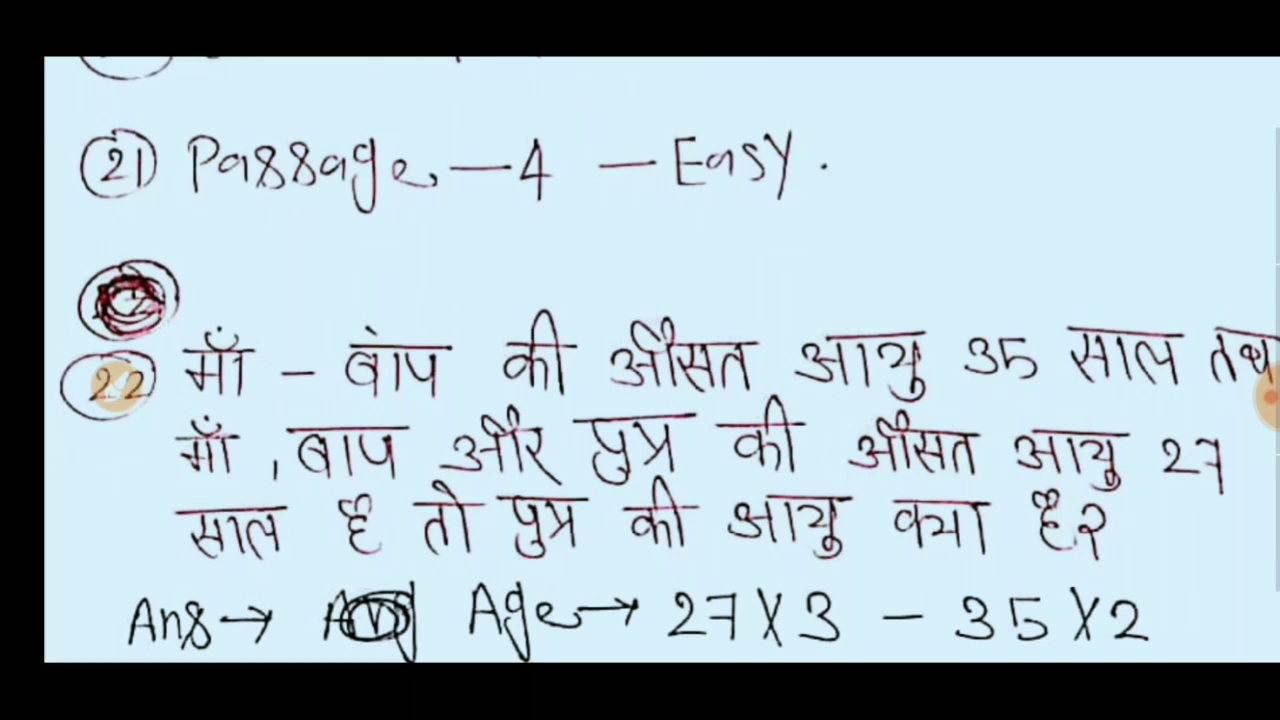 (21) Passage - 4 - Easy.
(22) माँ - बाप की औसत आयु 35 साल तथा
माँ, बाप और पुत्र की औसत आयु 27
साल है तो पुत्र की आयु क्या है?
Ans → Age → 27 X 3 - 35 X 2